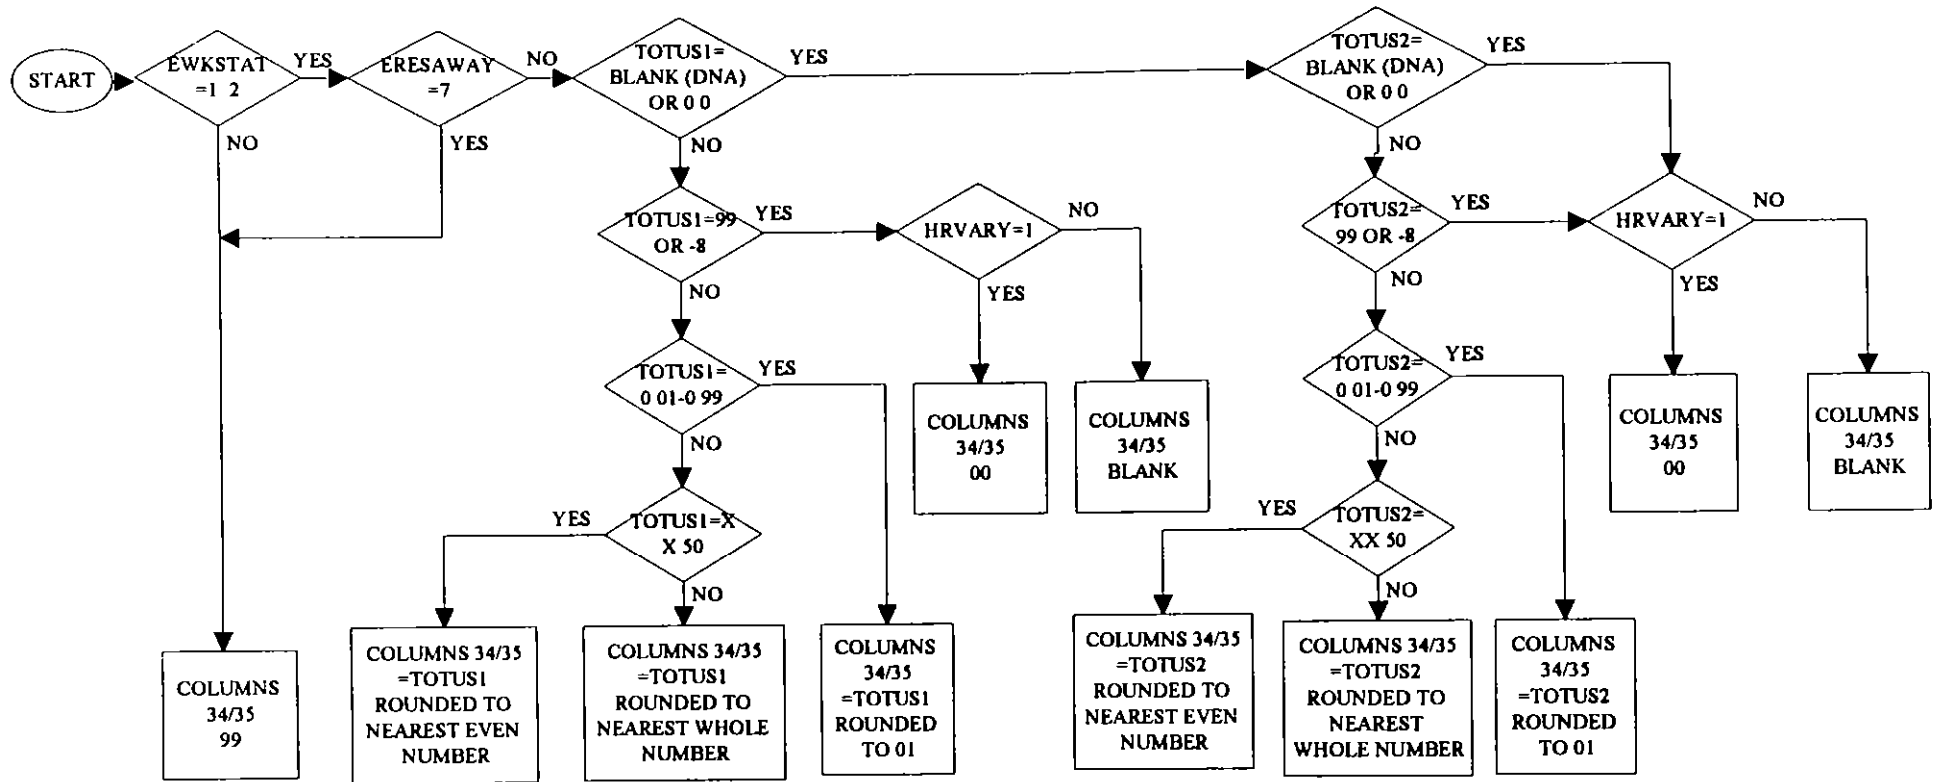 START
EWKSTAT
=1 2
YES
NO
ERESAWAY
=7
NO
YES
TOTUS1=
BLANK (DNA)
OR 0 0
YES
NO
TOTUS2=
BLANK (DNA)
OR 0 0
YES
NO
TOTUS1=99
OR -8
YES
NO
HRVARY=1
NO
YES
TOTUS2=
99 OR -8
YES
NO
HRVARY=1
NO
YES
TOTUS1=
0 01-0 99
YES
NO
COLUMNS
34/35
00
COLUMNS
34/35
BLANK
TOTUS2=
0 01-0 99
YES
NO
COLUMNS
34/35
00
COLUMNS
34/35
BLANK
TOTUS1=X
X 50
YES
NO
TOTUS2=
XX 50
YES
NO
COLUMNS
34/35
99
COLUMNS 34/35
=TOTUS1
ROUNDED TO
NEAREST EVEN
NUMBER
COLUMNS 34/35
=TOTUS1
ROUNDED TO
NEAREST WHOLE
NUMBER
COLUMNS
34/35
=TOTUS1
ROUNDED
TO 01
COLUMNS 34/35
=TOTUS2
ROUNDED TO
NEAREST EVEN
NUMBER
COLUMNS 34/35
=TOTUS2
ROUNDED TO
NEAREST
WHOLE NUMBER
COLUMNS
34/35
=TOTUS2
ROUNDED
TO 01